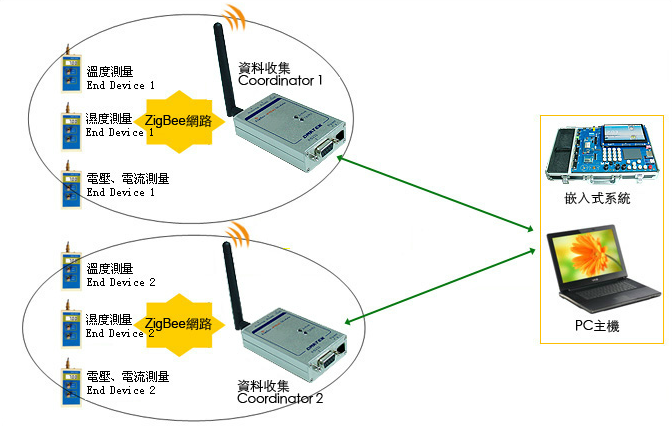 溫度測量
End Device 1
濕度測量
End Device 1
電壓、電流測量
End Device 1
ZigBee網路
資料收集
Coordinator 1
溫度測量
End Device 2
濕度測量
End Device 2
電壓、電流測量
End Device 2
ZigBee網路
資料收集
Coordinator 2
嵌入式系統
PC主機